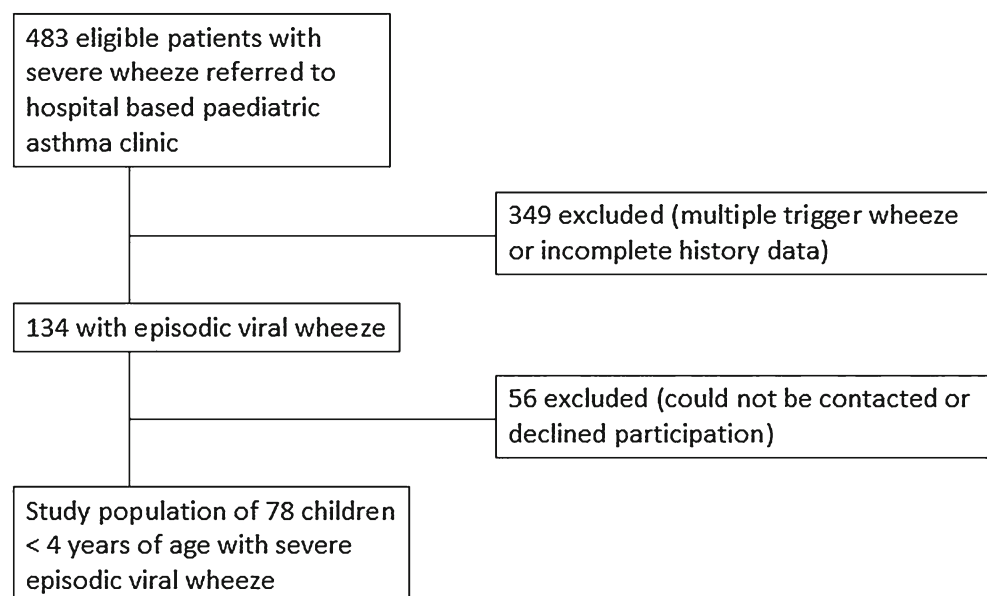 483 eligible patients with
severe wheeze referred to
hospital based paediatric
asthma clinic
349 excluded (multiple trigger wheeze
or incomplete history data)
134 with episodic viral wheeze
56 excluded (could not be contacted or
declined participation)
Study population of 78 children
< 4 years of age with severe
episodic viral wheeze